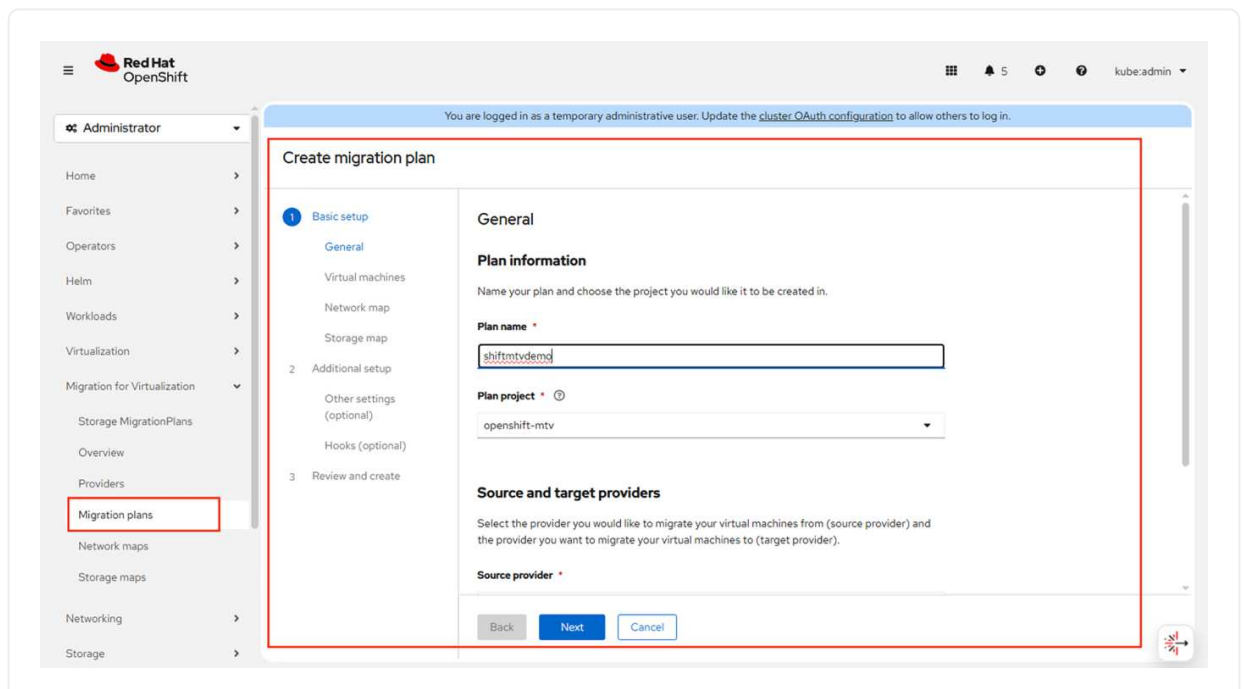 Red Hat
OpenShift
5
kube:admin
Administrator
You are logged in as a temporary administrative user. Update the cluster OAuth configuration to allow others to log in.
Home
Favorites
Operators
Helm
Workloads
Virtualization
Migration for Virtualization
Storage MigrationPlans
Overview
Providers
Migration plans
Network maps
Storage maps
Networking
Storage
Create migration plan
1 Basic setup
General
Virtual machines
Network map
Storage map
2 Additional setup
Other settings
(optional)
Hooks (optional)
3 Review and create
General
Plan information
Name your plan and choose the project you would like it to be created in.
Plan name *
shiftmtvdemo
Plan project *
openshift-mtv
Source and target providers
Select the provider you would like to migrate your virtual machines from (source provider) and
the provider you want to migrate your virtual machines to (target provider).
Source provider *
Back
Next
Cancel